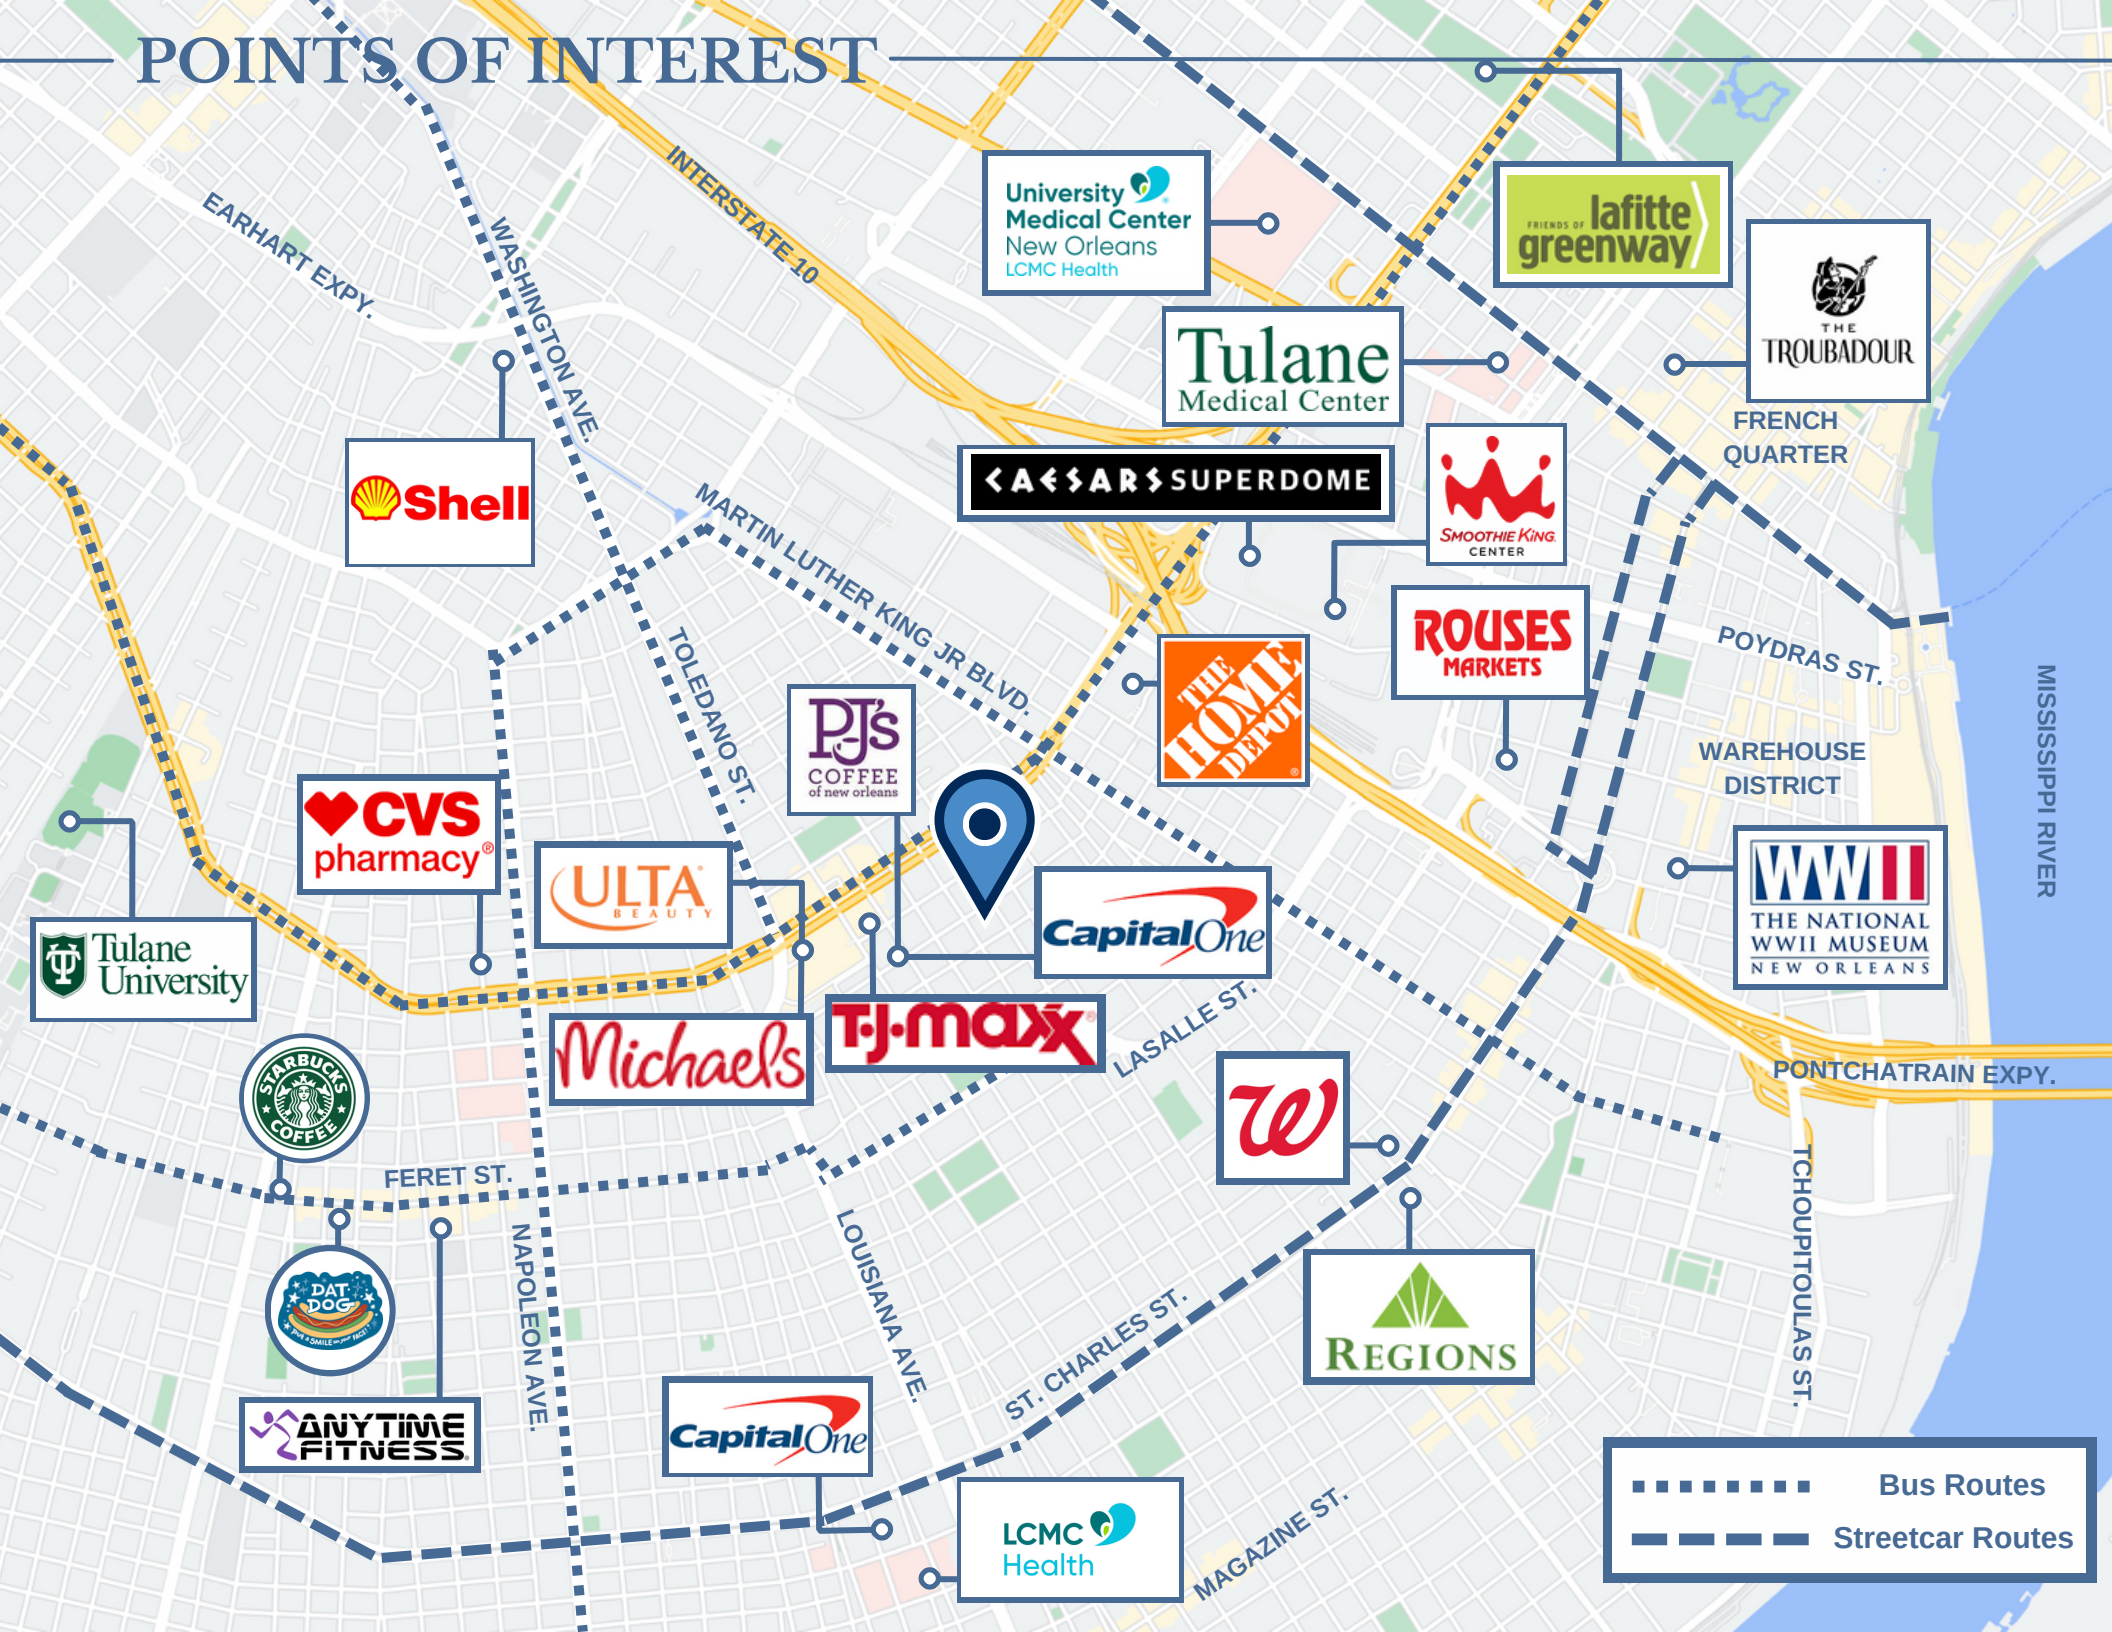 POINTS OF INTEREST
EARHART EXPY.
WASHINGTON AVE.
INTERSTATE 10
University
Medical Center
New Orleans
LCMC Health
FRIENDS OF lafitte
greenway
THE
TROUBADOUR
Tulane
Medical Center
FRENCH
QUARTER
CAESARS SUPERDOME
SMOOTHIE KING
CENTER
Shell
MARTIN LUTHER KING JR BLVD.
ROUSES
MARKETS
POYDRAS ST.
TOLEDANO ST.
THE
HOME
DEPOT
MISSISSIPPI RIVER
PJ's
COFFEE
of new orleans
WAREHOUSE
DISTRICT
CVS
pharmacy®
ULTA
BEAUTY
Capital One
WWII
THE NATIONAL
WWII MUSEUM
NEW ORLEANS
Tulane
University
Michaels
T·J·maxx
LASALLE ST.
PONTCHATRAIN EXPY.
STARBUCKS
COFFEE
W
FERET ST.
TCHOUPITOULAS ST.
NAPOLEON AVE.
LOUISIANA AVE.
DAT
DOG
PUT A SMILE ON YOUR FACE!
REGIONS
ST. CHARLES ST.
ANYTIME
FITNESS
Capital One
LCMC
Health
MAGAZINE ST.
Bus Routes
Streetcar Routes